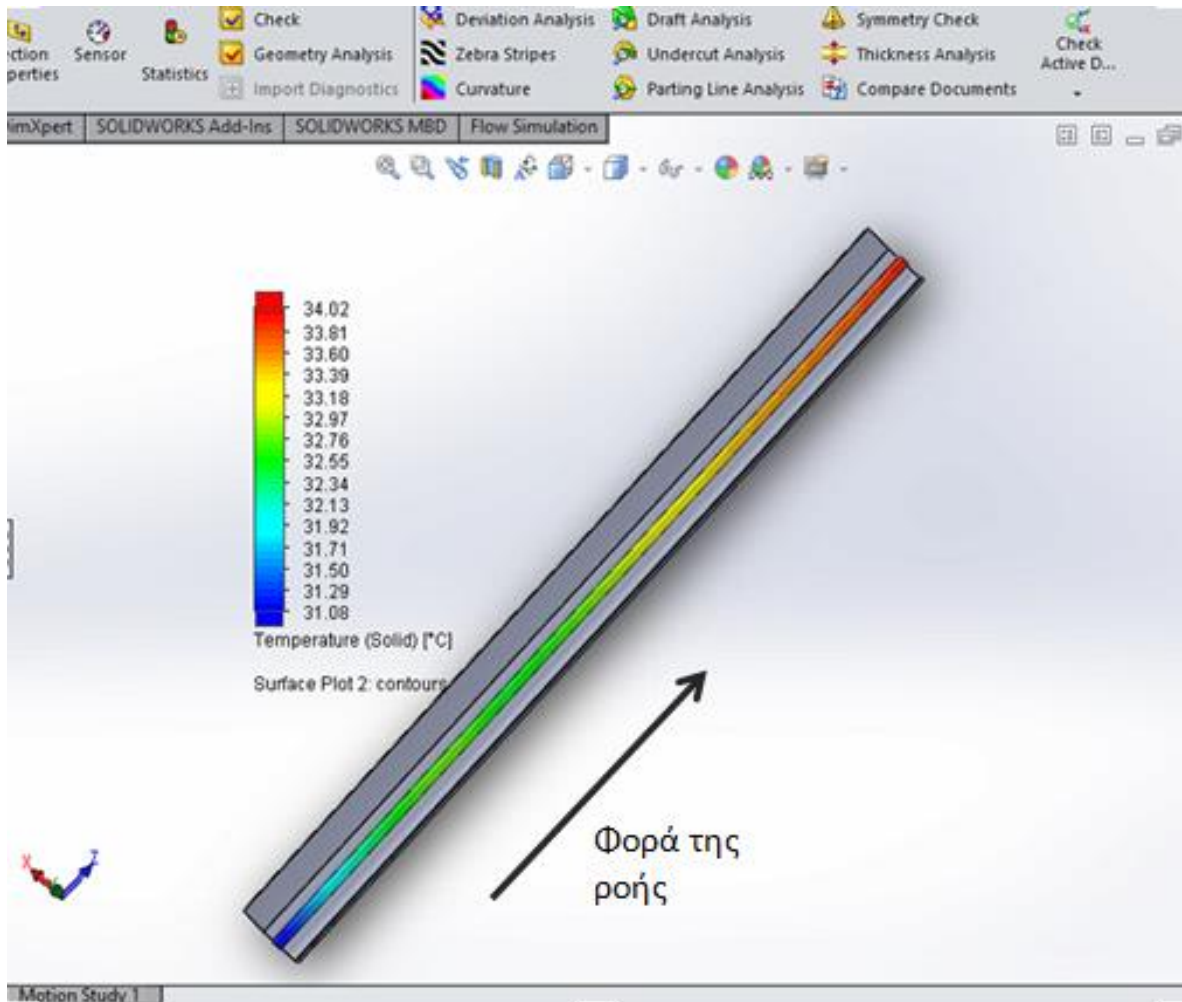 Check
Deviation Analysis
Draft Analysis
Symmetry Check
Sensor
Geometry Analysis
Zebra Stripes
Undercut Analysis
Thickness Analysis
Check
Active D...
Statistics
Import Diagnostics
Curvature
Parting Line Analysis
Compare Documents
SOLIDWORKS Add-Ins
SOLIDWORKS MBD
Flow Simulation
34.02
33.81
33.60
33.39
33.18
32.97
32.76
32.55
32.34
32.13
31.92
31.71
31.50
31.29
31.08
Temperature (Solid) [°C]
Surface Plot 2: contours
Φορά της
ροής
X
Z
Motion Study 1